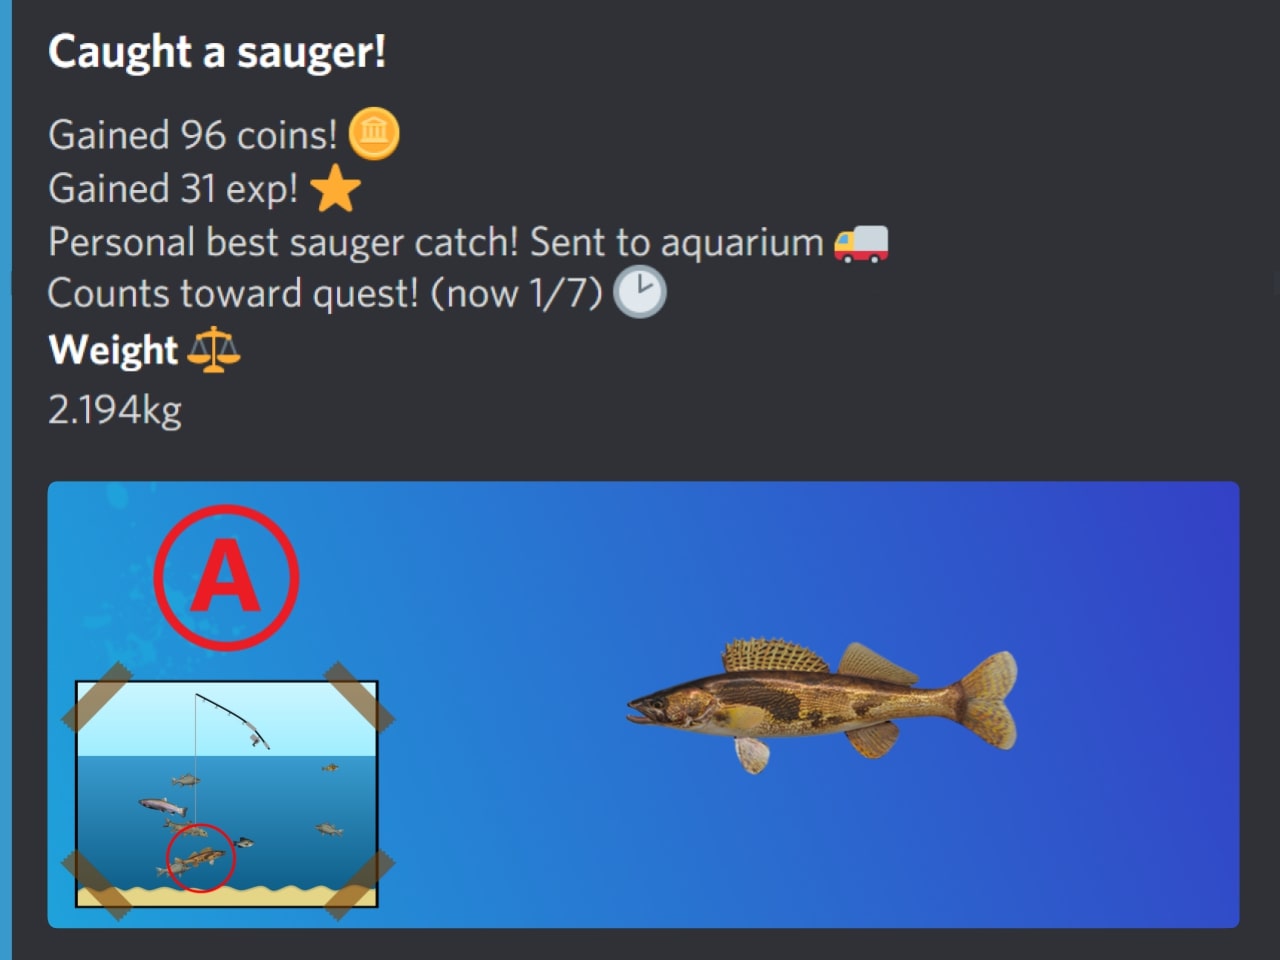 Caught a sauger!
Gained 96 coins!
Gained 31 exp!
Personal best sauger catch! Sent to aquarium
Counts toward quest! (now 1/7)
Weight
2.194kg
A